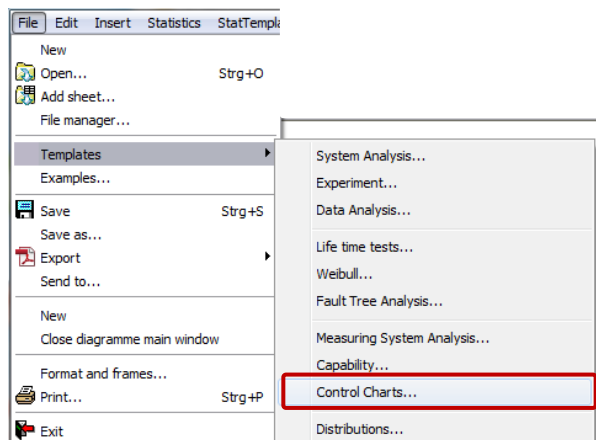 File Edit Insert Statistics StatTempla
New
Open... Strg+O
Add sheet...
File manager...
Templates
Examples...
Save Strg+S
Save as...
Export
Send to...
New
Close diagramme main window
Format and frames...
Print... Strg+P
Exit
System Analysis...
Experiment...
Data Analysis...
Life time tests...
Weibull...
Fault Tree Analysis...
Measuring System Analysis...
Capability...
Control Charts...
Distributions...